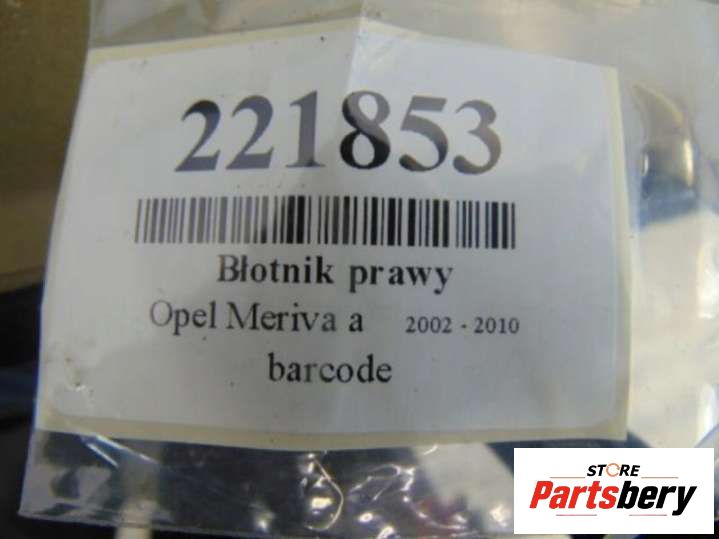 221853
Błotnik prawy
Opel Meriva a 2002 - 2010
barcode
STORE
Partsbery